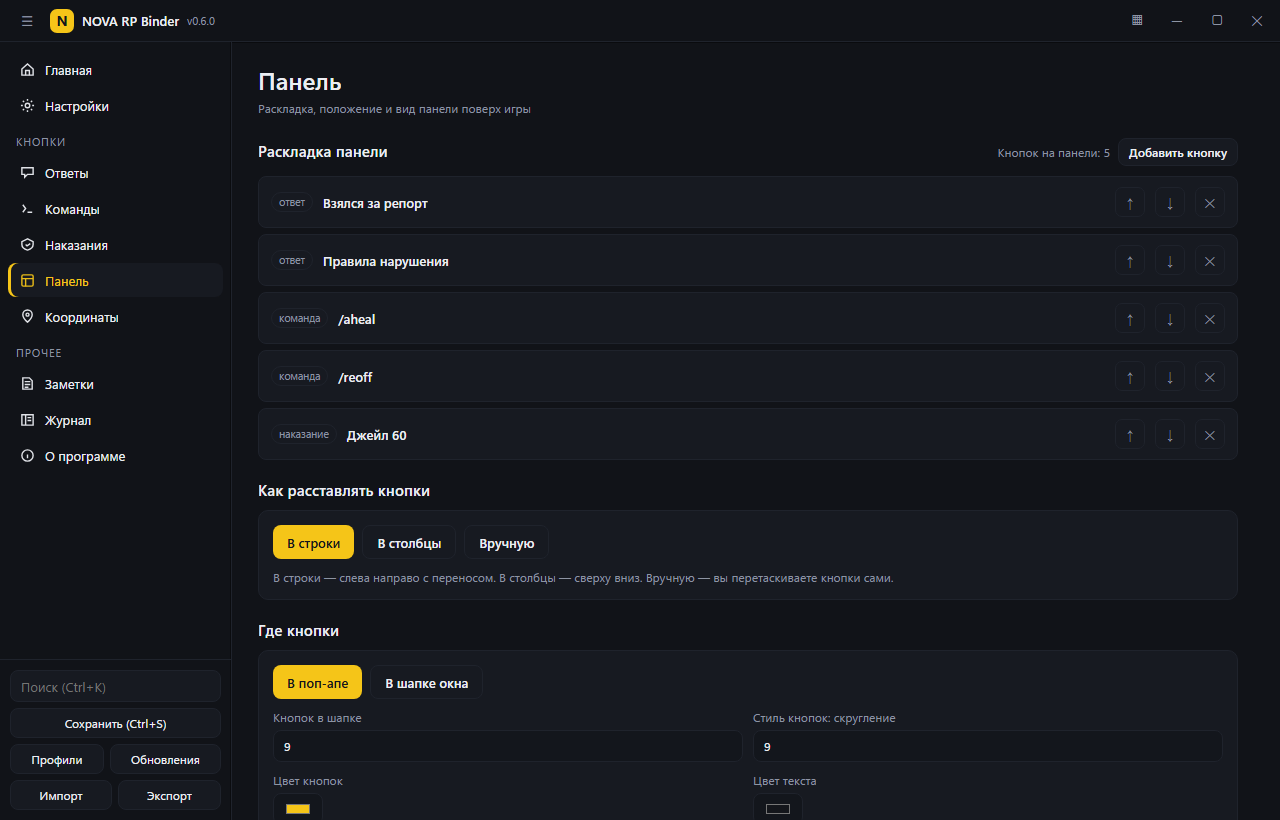 N NOVA RP Binder v0.6.0
Главная
Настройки
КНОПКИ
Ответы
Команды
Наказания
Панель
Координаты
ПРОЧЕЕ
Заметки
Журнал
О программе
Поиск (Ctrl+K)
Сохранить (Ctrl+S)
Профили Обновления
Импорт Экспорт
Панель
Раскладка, положение и вид панели поверх игры
Раскладка панели Кнопок на панели: 5 Добавить кнопку
ответ Взялся за репорт ↑ ↓ ×
ответ Правила нарушения ↑ ↓ ×
команда /aheal ↑ ↓ ×
команда /reoff ↑ ↓ ×
наказание Джейл 60 ↑ ↓ ×
Как расставлять кнопки
В строки В столбцы Вручную
В строки — слева направо с переносом. В столбцы — сверху вниз. Вручную — вы перетаскиваете кнопки сами.
Где кнопки
В поп-апе В шапке окна
Кнопок в шапке Стиль кнопок: скругление
9 9
Цвет кнопок Цвет текста